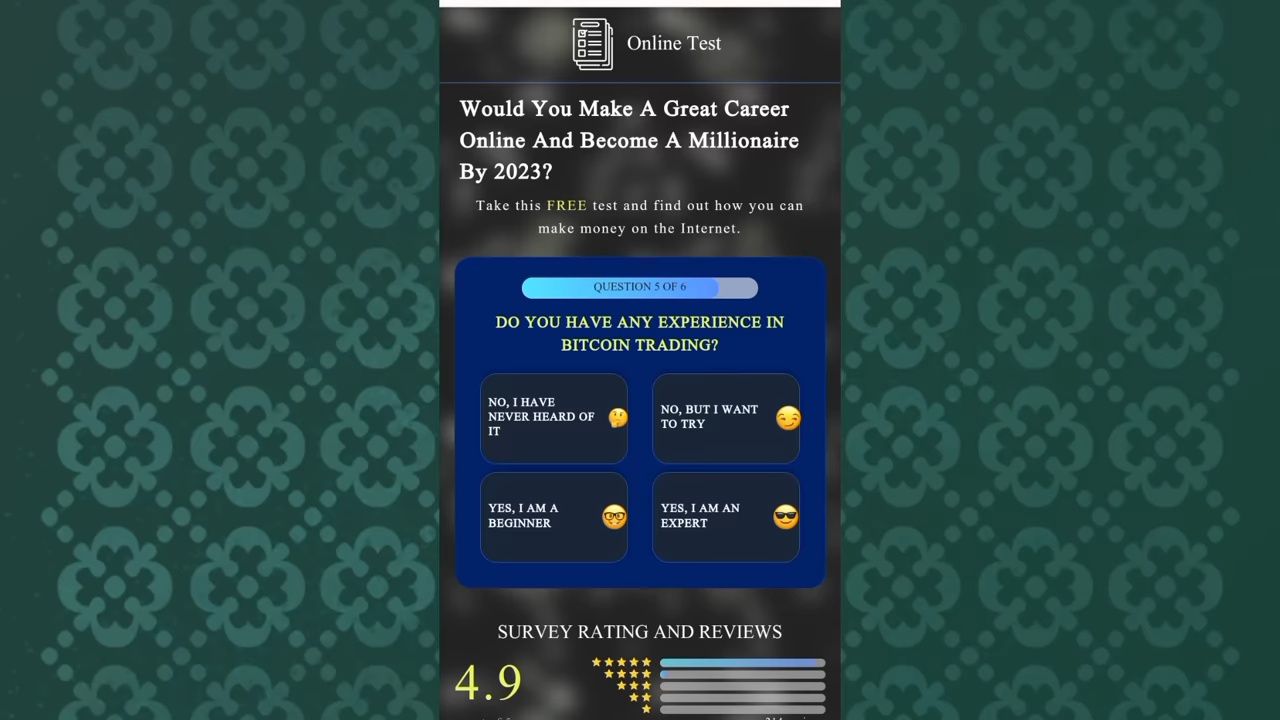 Online Test
Would You Make A Great Career
Online And Become A Millionaire
By 2023?
Take this FREE test and find out how you can
make money on the Internet.
QUESTION 5 OF 6
DO YOU HAVE ANY EXPERIENCE IN
BITCOIN TRADING?
NO, I HAVE
NEVER HEARD OF
IT
NO, BUT I WANT
TO TRY
YES, I AM A
BEGINNER
YES, I AM AN
EXPERT
SURVEY RATING AND REVIEWS
4.9